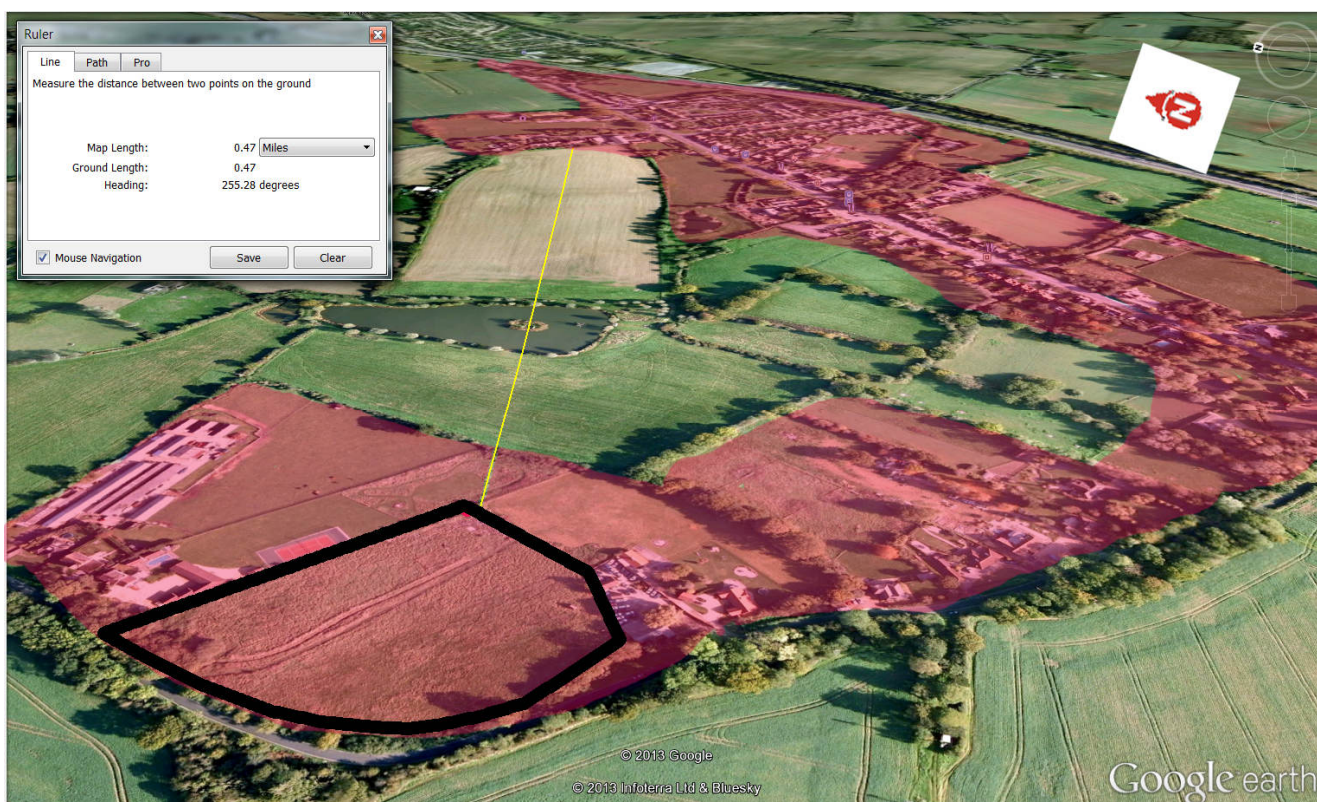 Ruler
Line
Path
Pro
Measure the distance between two points on the ground
Map Length: 0.47 Miles
Ground Length: 0.47
Heading: 255.28 degrees
Mouse Navigation
Save
Clear
N
N
© 2013 Google
© 2013 Infoterra Ltd & Bluesky
Google earth